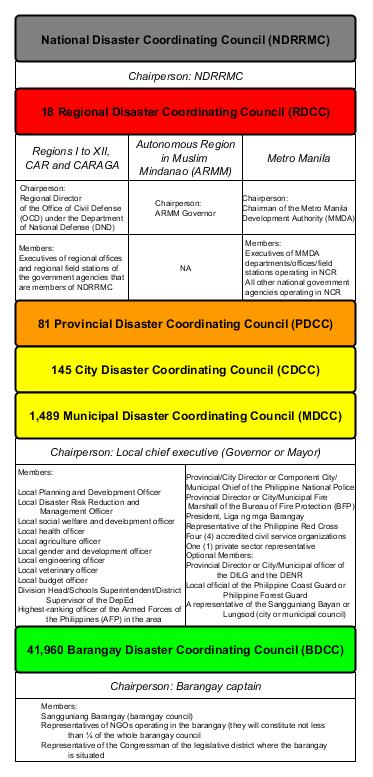 National Disaster Coordinating Council (NDRRMC)
Chairperson: NDRRMC
18 Regional Disaster Coordinating Council (RDCC)
Regions I to XII,
CAR and CARAGA
Autonomous Region
in Muslim
Mindanao (ARMM)
Metro Manila
Chairperson:
Regional Director
of the Office of Civil Defense
(OCD) under the Department
of National Defense (DND)
Chairperson:
ARMM Governor
Chairperson:
Chairman of the Metro Manila
Development Authority (MMDA)
Members:
Executives of regional offices
and regional field stations of
the government agencies that
are members of NDRRMC
NA
Members:
Executives of MMDA
departments/offices/field
stations operating in NCR
All other national government
agencies operating in NCR
81 Provincial Disaster Coordinating Council (PDCC)
145 City Disaster Coordinating Council (CDCC)
1,489 Municipal Disaster Coordinating Council (MDCC)
Chairperson: Local chief executive (Governor or Mayor)
Members:
Local Planning and Development Officer
Local Disaster Risk Reduction and
Management Officer
Local social welfare and development officer
Local health officer
Local agriculture officer
Local gender and development officer
Local engineering officer
Local veterinary officer
Local budget officer
Division Head/Schools Superintendent/District
Supervisor of the DepEd
Highest-ranking officer of the Armed Forces of
the Philippines (AFP) in the area
Provincial/City Director or Component City/
Municipal Chief of the Philippine National Police
Provincial Director or City/Municipal Fire
Marshall of the Bureau of Fire Protection (BFP)
President, Liga ng mga Barangay
Representative of the Philippine Red Cross
Four (4) accredited civil service organizations
One (1) private sector representative
Optional Members:
Provincial Director or City/Municipal officer of
the DILG and the DENR
Local official of the Philippine Coast Guard or
Philippine Forest Guard
A representative of the Sangguniang Bayan or
Lungsod (city or municipal council)
41,960 Barangay Disaster Coordinating Council (BDCC)
Chairperson: Barangay captain
Members:
Sangguniang Barangay (barangay council)
Representatives of NGOs operating in the barangay (they will constitute not less
than ¼ of the whole barangay council
Representative of the Congressman of the legislative district where the barangay
is situated